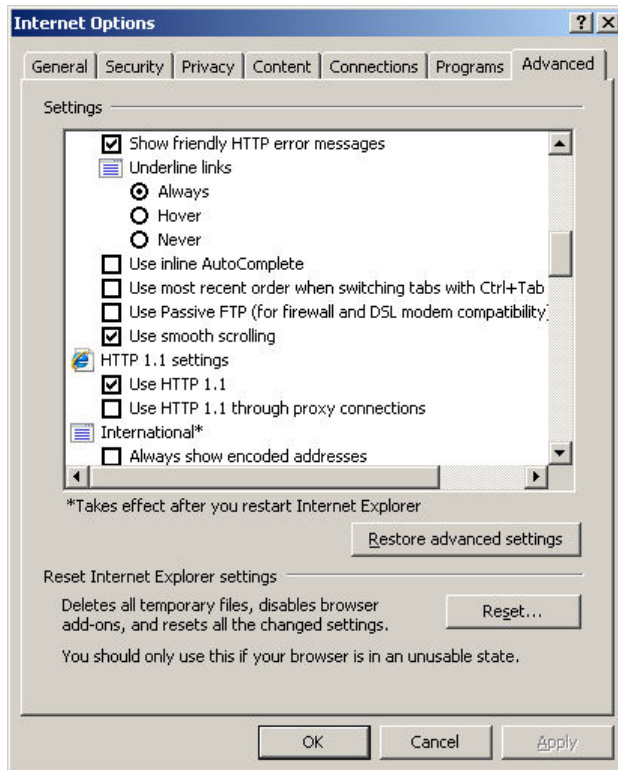 Internet Options
General Security Privacy Content Connections Programs Advanced
Settings
Show friendly HTTP error messages
Underline links
Always
Hover
Never
Use inline AutoComplete
Use most recent order when switching tabs with Ctrl+Tab
Use Passive FTP (for firewall and DSL modem compatibility)
Use smooth scrolling
HTTP 1.1 settings
Use HTTP 1.1
Use HTTP 1.1 through proxy connections
International*
Always show encoded addresses
*Takes effect after you restart Internet Explorer
Restore advanced settings
Reset Internet Explorer settings
Deletes all temporary files, disables browser
add-ons, and resets all the changed settings.
Reset...
You should only use this if your browser is in an unusable state.
OK Cancel Apply